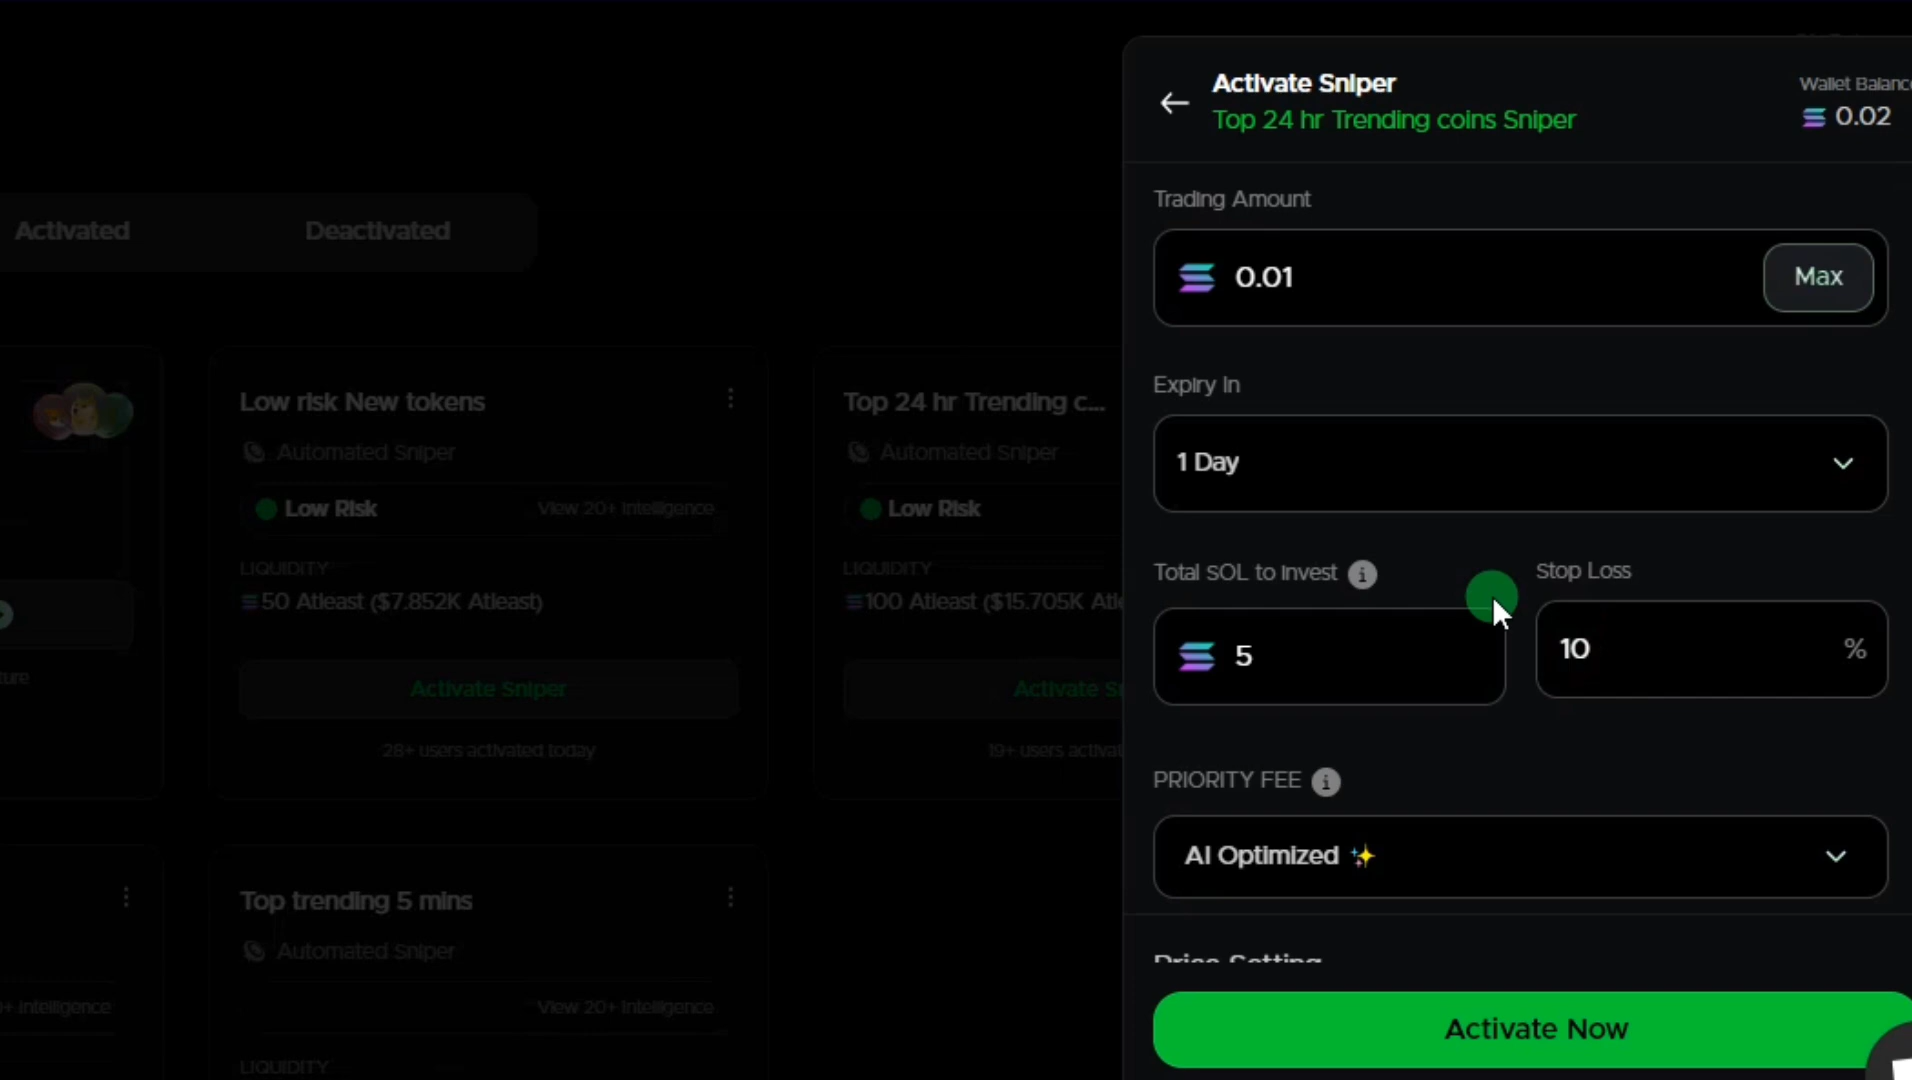 Activate Sniper
Top 24 hr Trending coins Sniper
Wallet Balanc
0.02
Trading Amount
0.01
Max
Expiry In
1 Day
Total SOL to Invest
Stop Loss
5
10
%
PRIORITY FEE
AI Optimized
Price Setting
Activate Now
Activated
Deactivated
Low risk New tokens
Automated Sniper
Low Risk
View 20+ Intelligence
LIQUIDITY
50 Atleast ($7.852K Atleast)
Activate Sniper
28+ users activated today
Top 24 hr Trending c...
Automated Sniper
Low Risk
LIQUIDITY
100 Atleast ($15.705K Atle
Activate S
19+ users activat
Top trending 5 mins
Automated Sniper
View 20+ Intelligence
LIQUIDITY
+ Intelligence